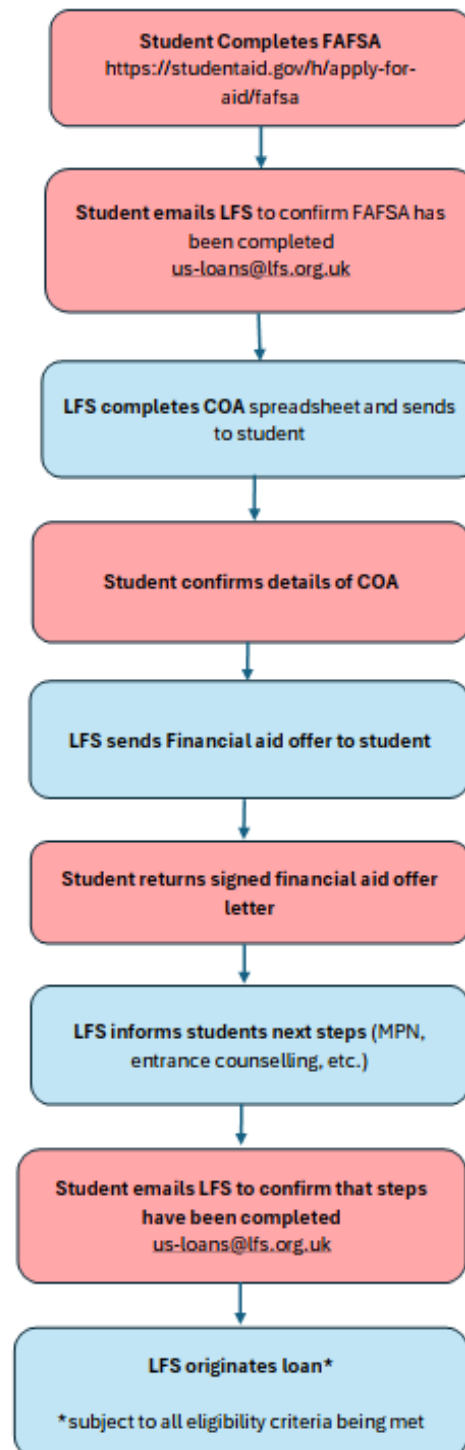 Student Completes FAFSA
https://studentaid.gov/h/apply-for-
aid/fafsa
Student emails LFS to confirm FAFSA has
been completed
us-loans@lfs.org.uk
LFS completes COA spreadsheet and sends
to student
Student confirms details of COA
LFS sends Financial aid offer to student
Student returns signed financial aid offer
letter
LFS informs students next steps (MPN,
entrance counselling, etc.)
Student emails LFS to confirm that steps
have been completed
us-loans@lfs.org.uk
LFS originates loan*
*subject to all eligibility criteria being met